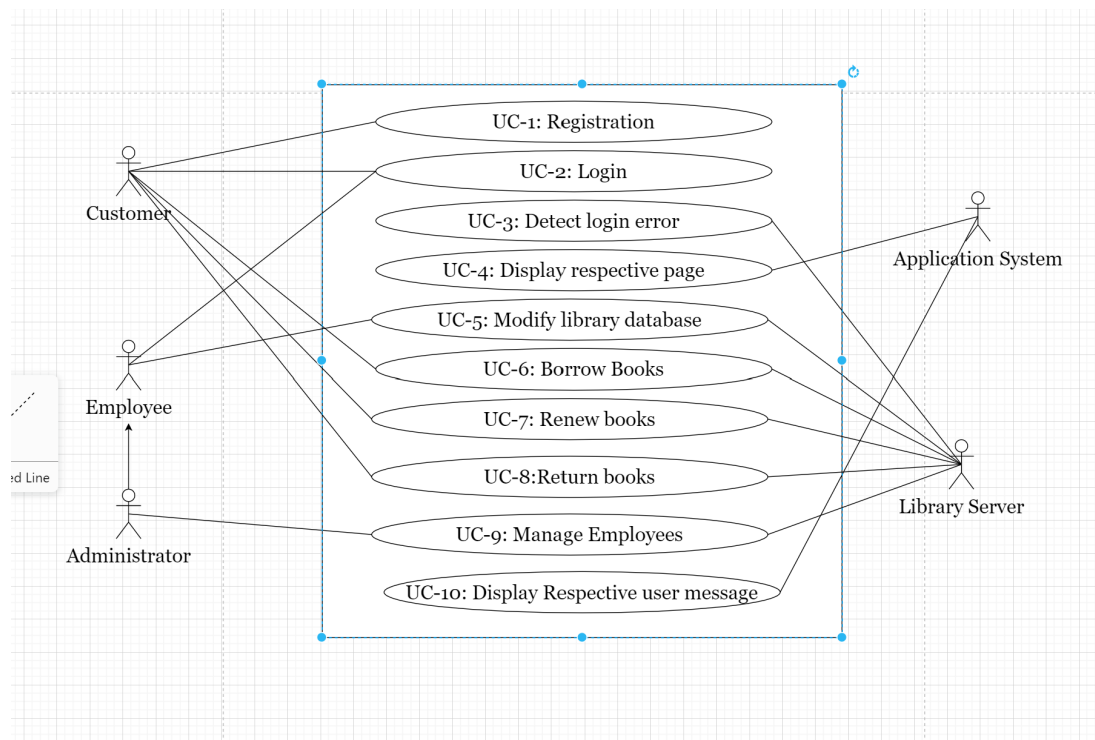 UC-1: Registration
UC-2: Login
Customer
UC-3: Detect login error
Application System
UC-4: Display respective page
UC-5: Modify library database
UC-6: Borrow Books
Employee
UC-7: Renew books
ed Line
UC-8:Return books
Library Server
UC-9: Manage Employees
Administrator
UC-10: Display Respective user message